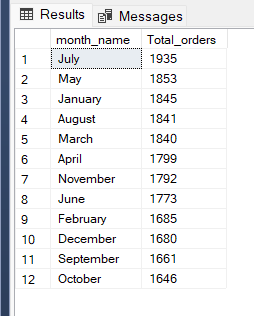 Results Messages
month_name Total_orders
1 July 1935
2 May 1853
3 January 1845
4 August 1841
5 March 1840
6 April 1799
7 November 1792
8 June 1773
9 February 1685
10 December 1680
11 September 1661
12 October 1646